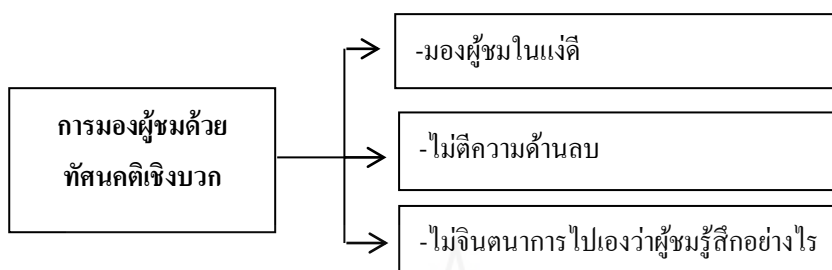 การมองผู้ชมด้วย
ทัศนคติเชิงบวก
-มองผู้ชมในแง่ดี
-ไม่ตีความด้านลบ
-ไม่จินตนาการไปเองว่าผู้ชมรู้สึกอย่างไร